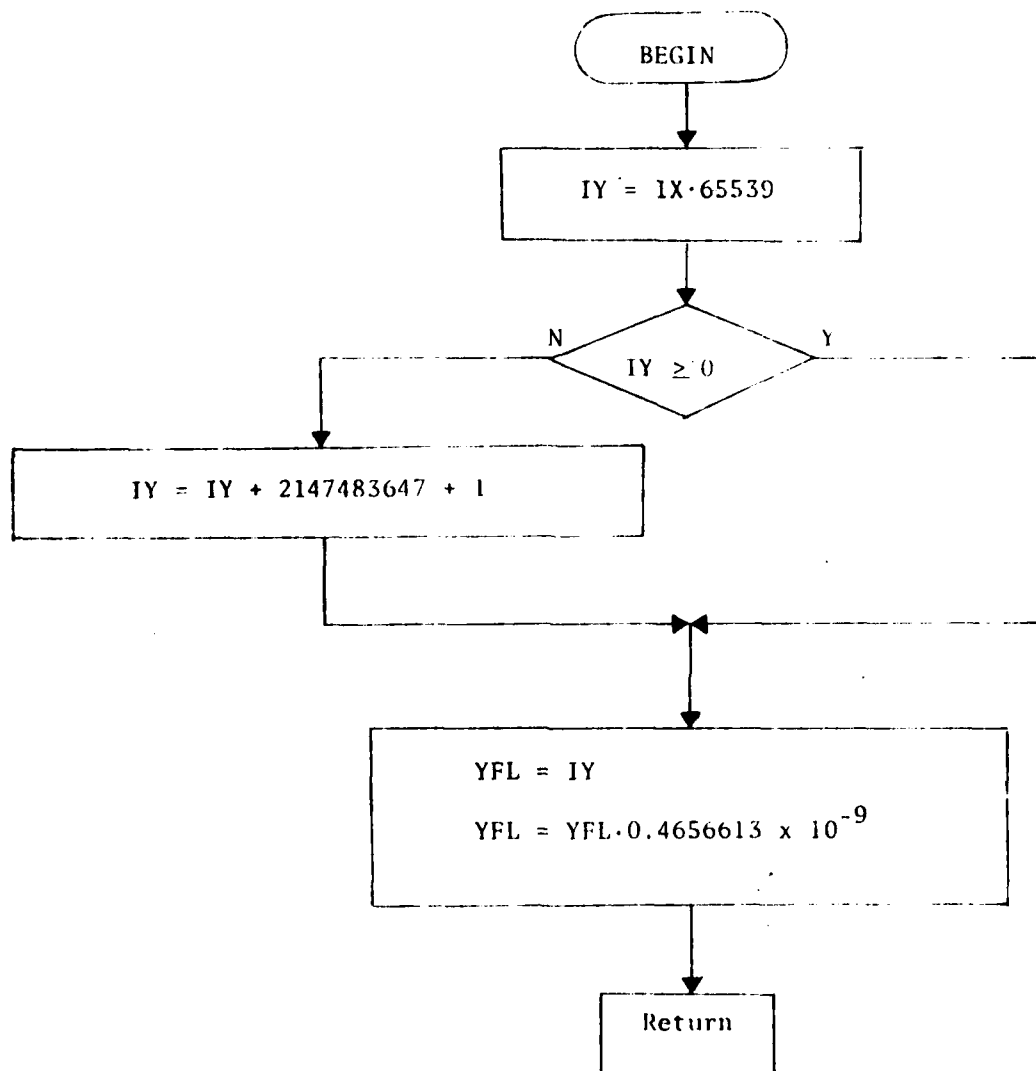 BEGIN
IY = IX·65539
N
Y
IY ≥ 0
IY = IY + 2147483647 + 1
YFL = IY
YFL = YFL·0.4656613 x 10⁻⁹
Return